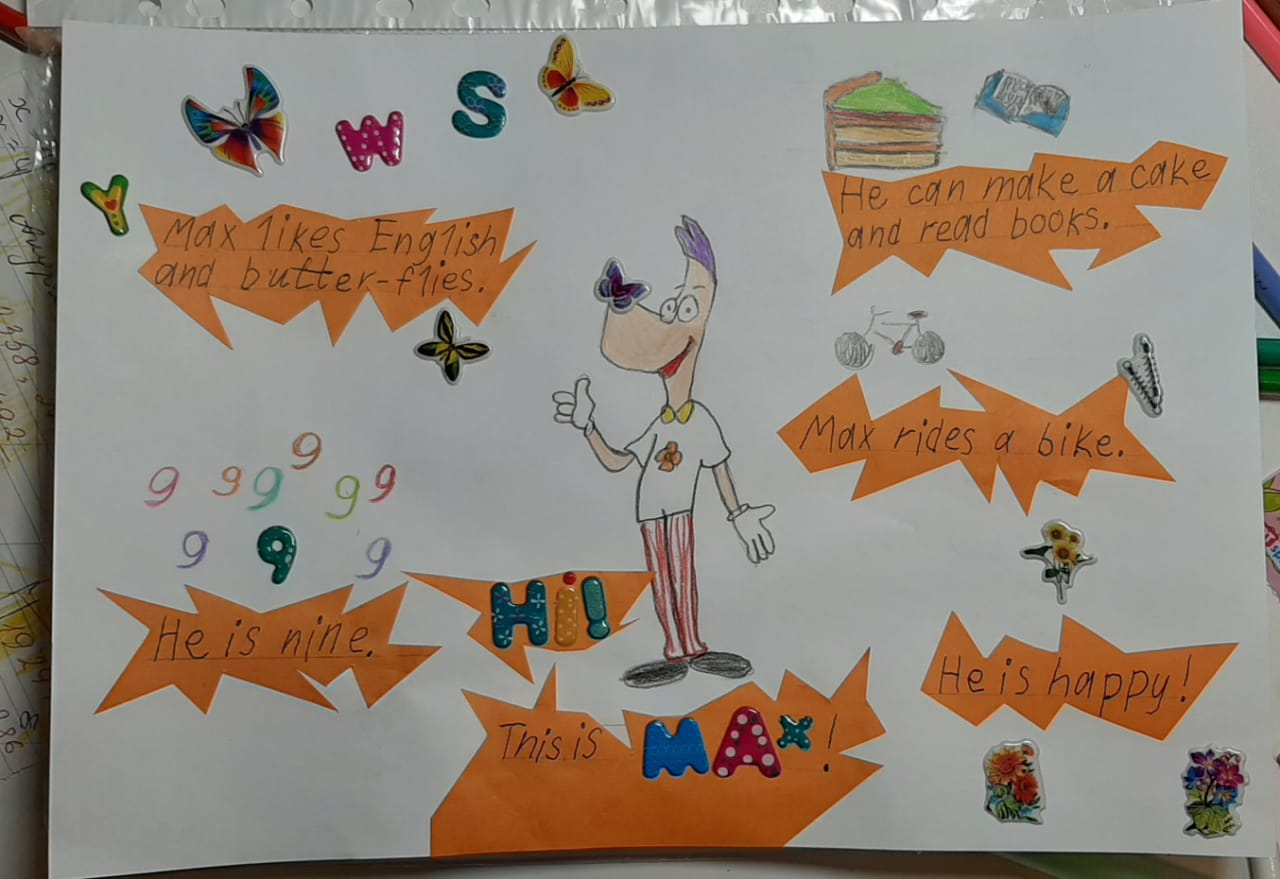 W S
Y
Max likes English
and butter-flies.
He can make a cake
and read books.
Max rides a bike.
9 9 9 9 9 9
9 9 9
He is nine.
Hi!
This is MAx!
He is happy!